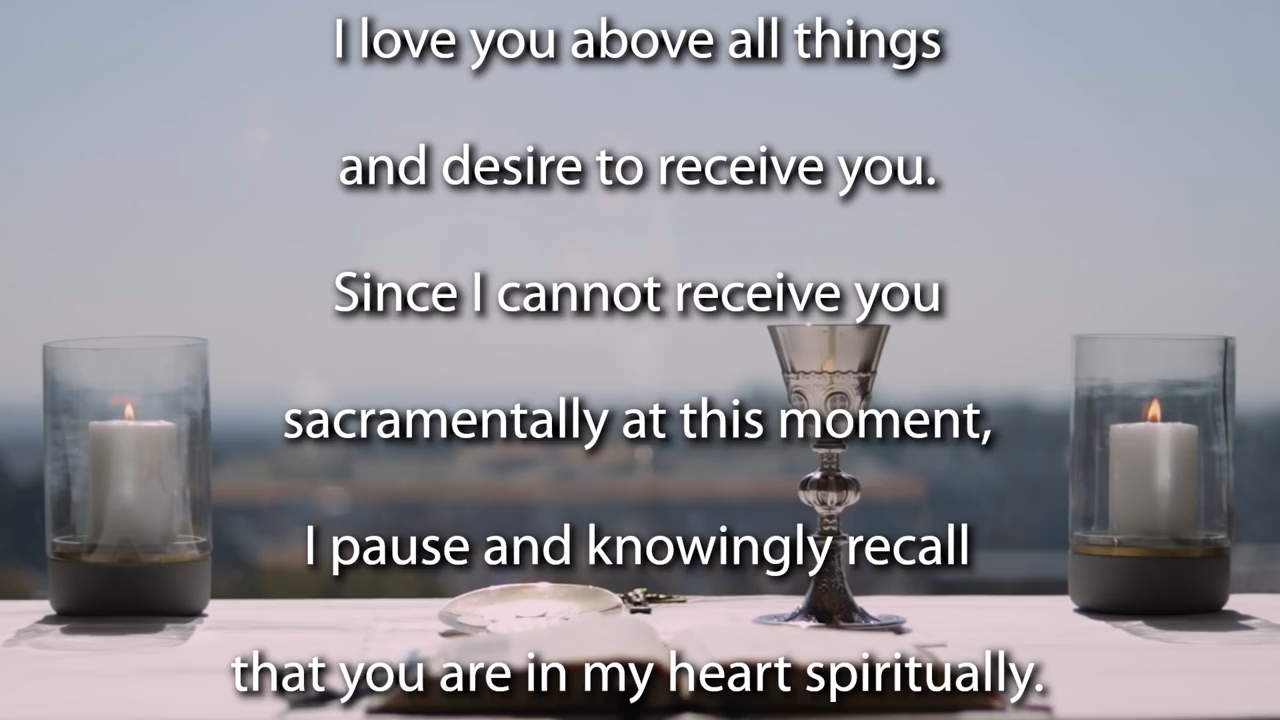 I love you above all things
and desire to receive you.
Since I cannot receive you
sacramentally at this moment,
I pause and knowingly recall
that you are in my heart spiritually.